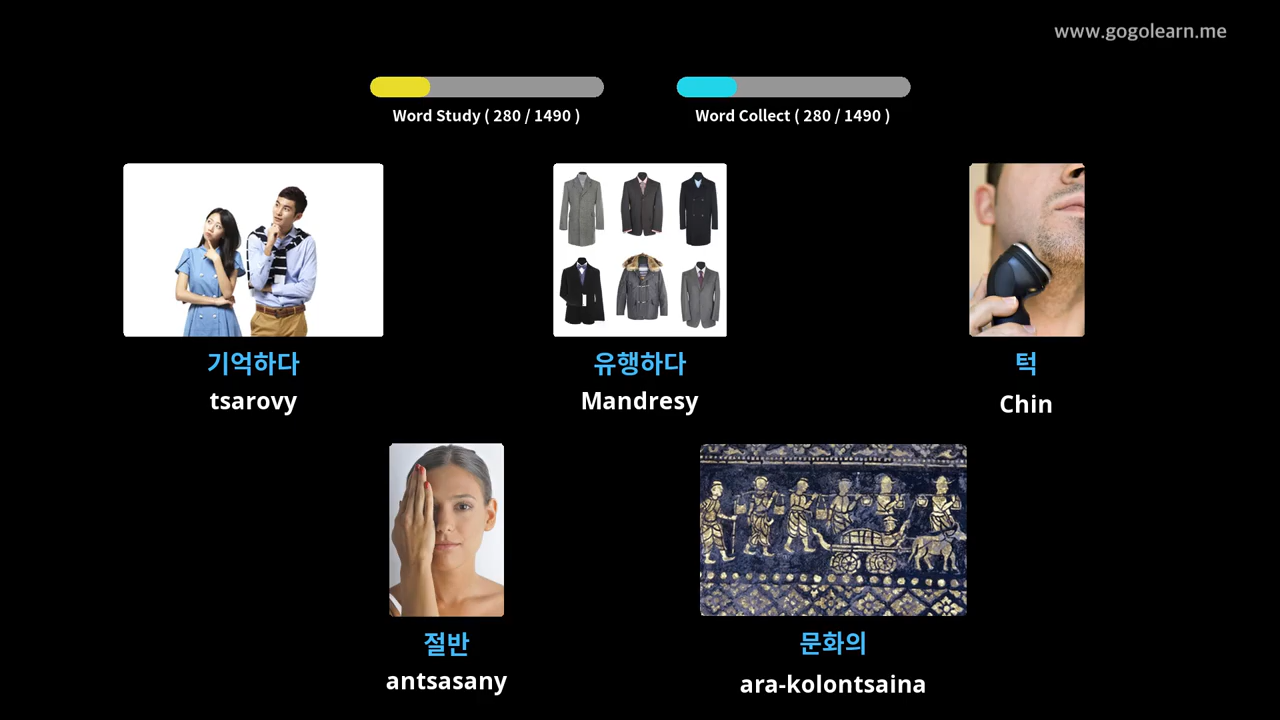 www.gogolearn.me
Word Study ( 280 / 1490 )
Word Collect ( 280 / 1490 )
기억하다
tsarovy
유행하다
Mandresy
턱
Chin
절반
antsasany
문화의
ara-kolontsaina